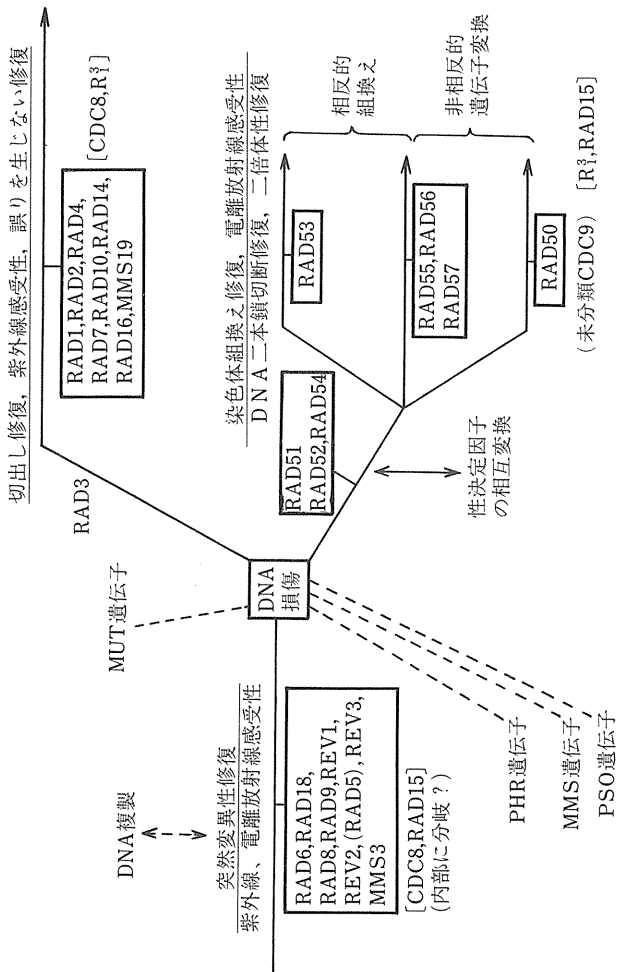 切出し修復，紫外線感受性，誤りを生じない修復
RAD3
RAD1,RAD2,RAD4,
RAD7,RAD10,RAD14,
RAD16,MMS19
[CDC8,R₁³]
MUT遺伝子
DNA
損傷
DNA複製
突然変異性修復
紫外線、電離放射線感受性
RAD6,RAD18,
RAD8,RAD9,REV1,
REV2,(RAD5),REV3,
MMS3
[CDC8,RAD15]
(内部に分岐？)
PHR遺伝子
MMS遺伝子
PSO遺伝子
染色体組換え修復，電離放射線感受性
DNA二本鎖切断修復，二倍体性修復
RAD51
RAD52,RAD54
性決定因子
の相互変換
RAD53
RAD55,RAD56
RAD57
RAD50
相反的
組換え
非相反的
遺伝子変換
(未分類CDC9)
[R₁³,RAD15]